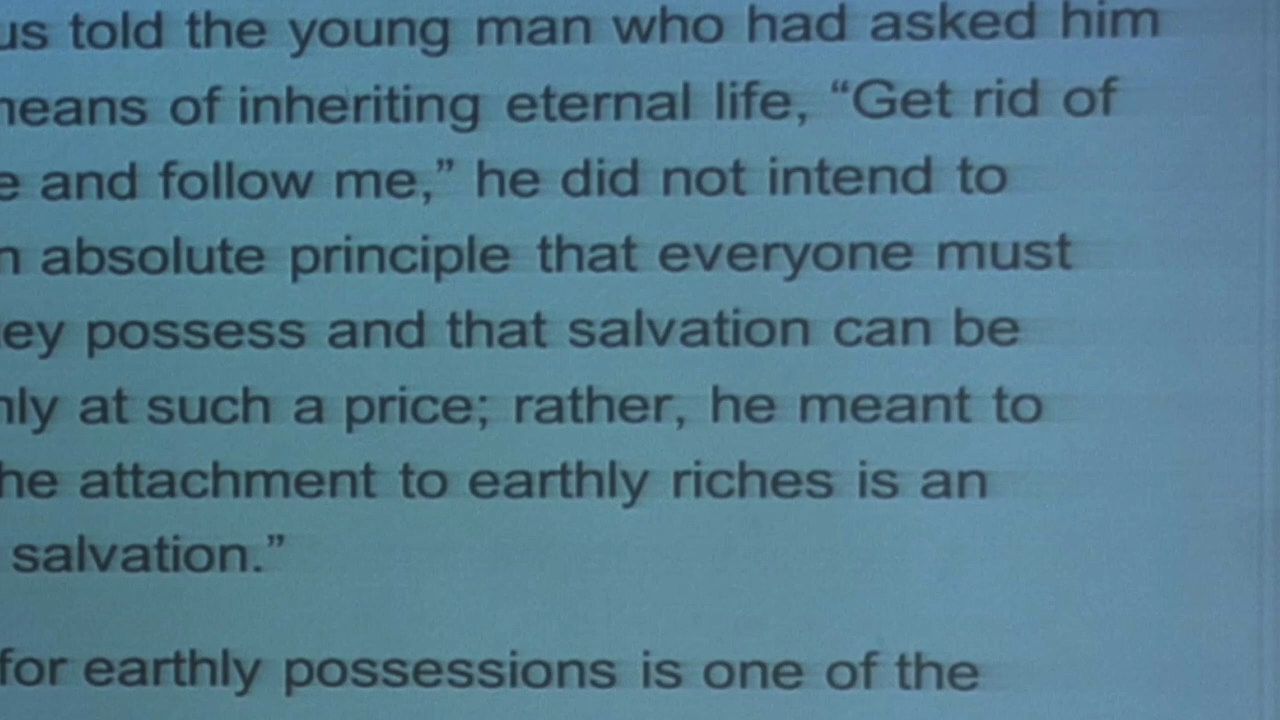 us told the young man who had asked him
means of inheriting eternal life, “Get rid of
e and follow me,” he did not intend to
n absolute principle that everyone must
ey possess and that salvation can be
nly at such a price; rather, he meant to
he attachment to earthly riches is an
salvation.”
for earthly possessions is one of the